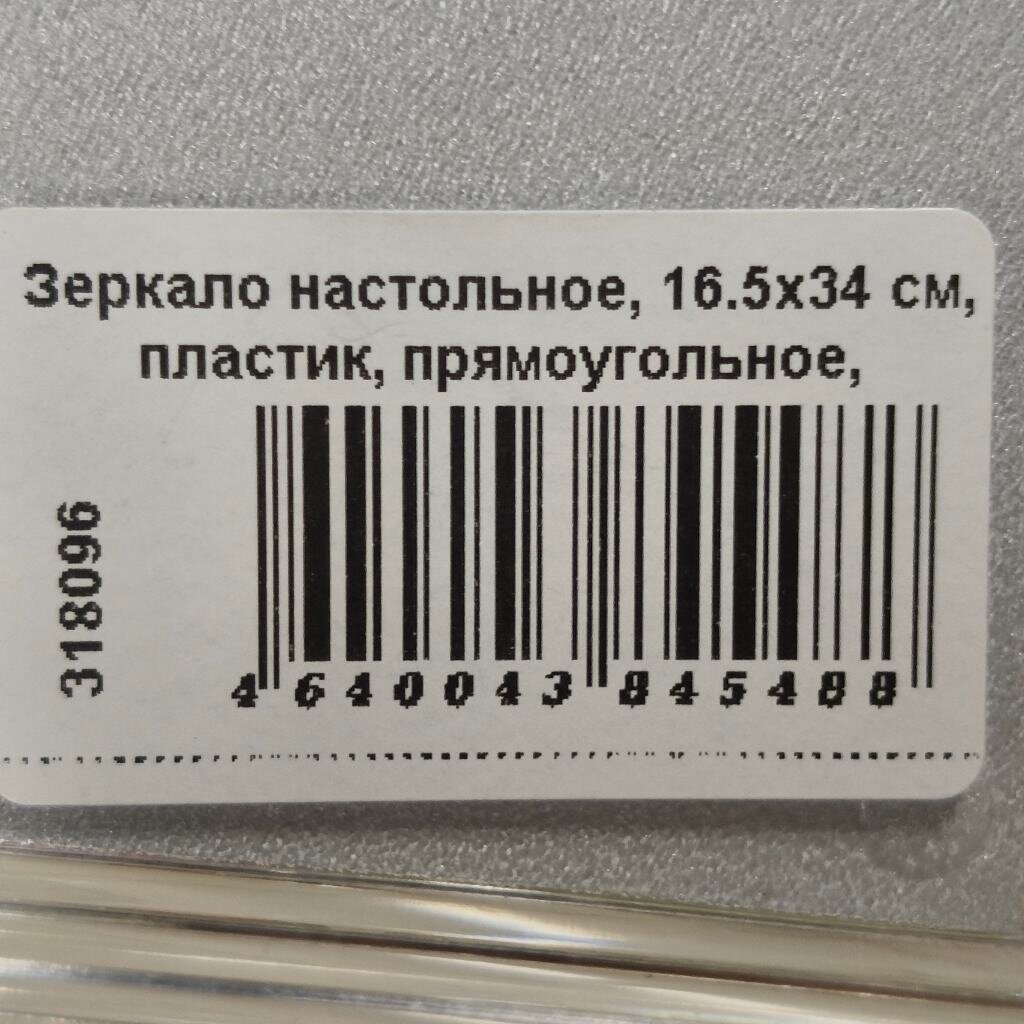 Зеркало настольное, 16.5х34 см,
пластик, прямоугольное,
318096
4 640043 845488